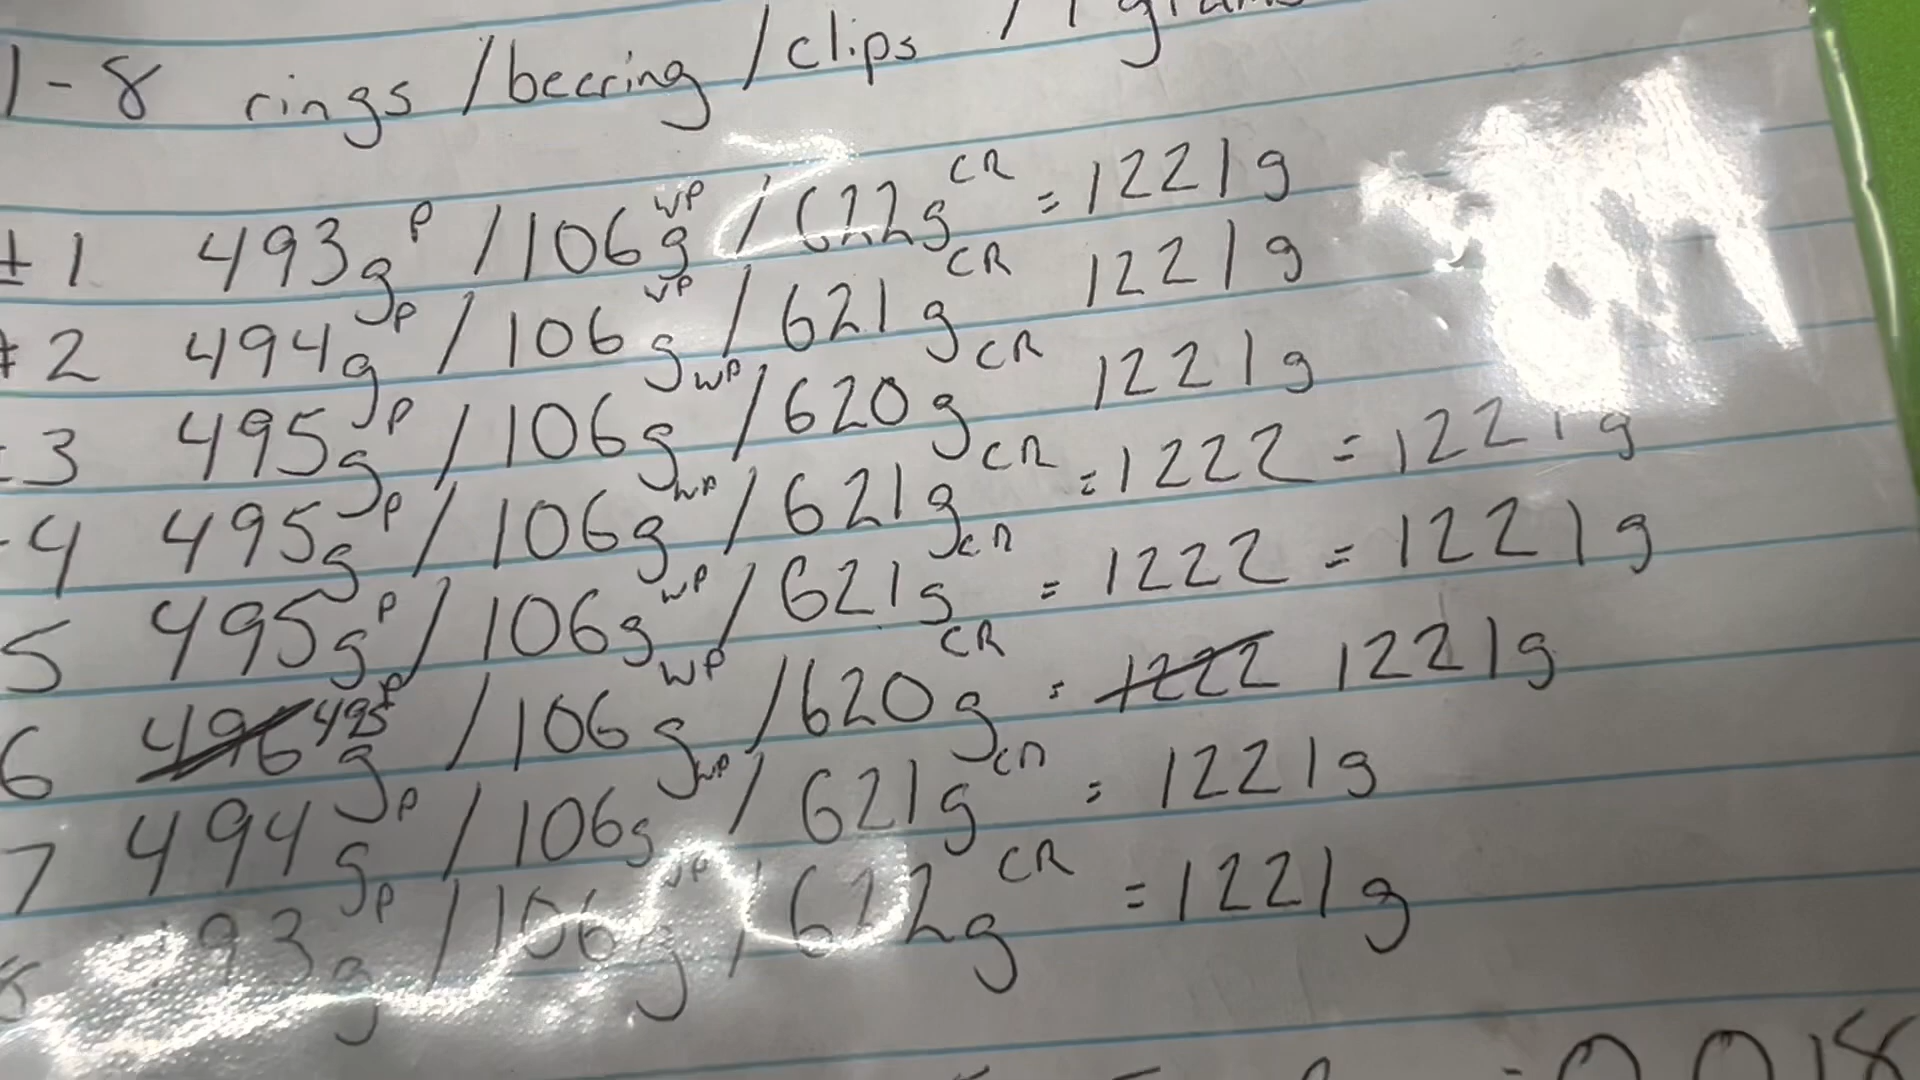 1-8 rings / beering / clips /
#1 493g P / 106g WP / 622g CR = 1221g
#2 494g P / 106g WP / 621g CR 1221g
3 495g P / 106g WP / 620g CR 1221g
4 495g P / 106g WP / 621g CR = 1222 = 1221g
5 495g P / 106g WP / 621g CR = 1222 = 1221g
6 496 495g P / 106g WP / 620g CR = 1222 1221g
7 494g P / 106g WP / 621g CR = 1221g
8 93g P / 106g WP / 622g CR = 1221g